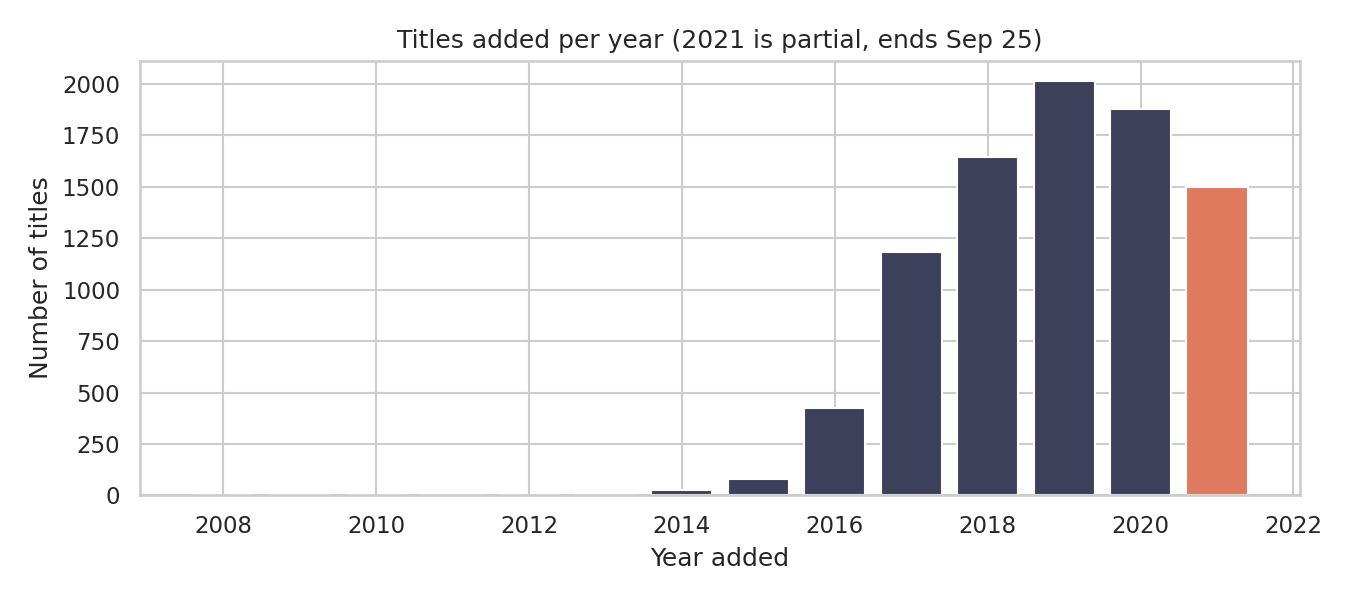 Titles added per year (2021 is partial, ends Sep 25)
2000
1750
1500
1250
1000
750
500
250
0
Number of titles
2008 2010 2012 2014 2016 2018 2020 2022
Year added